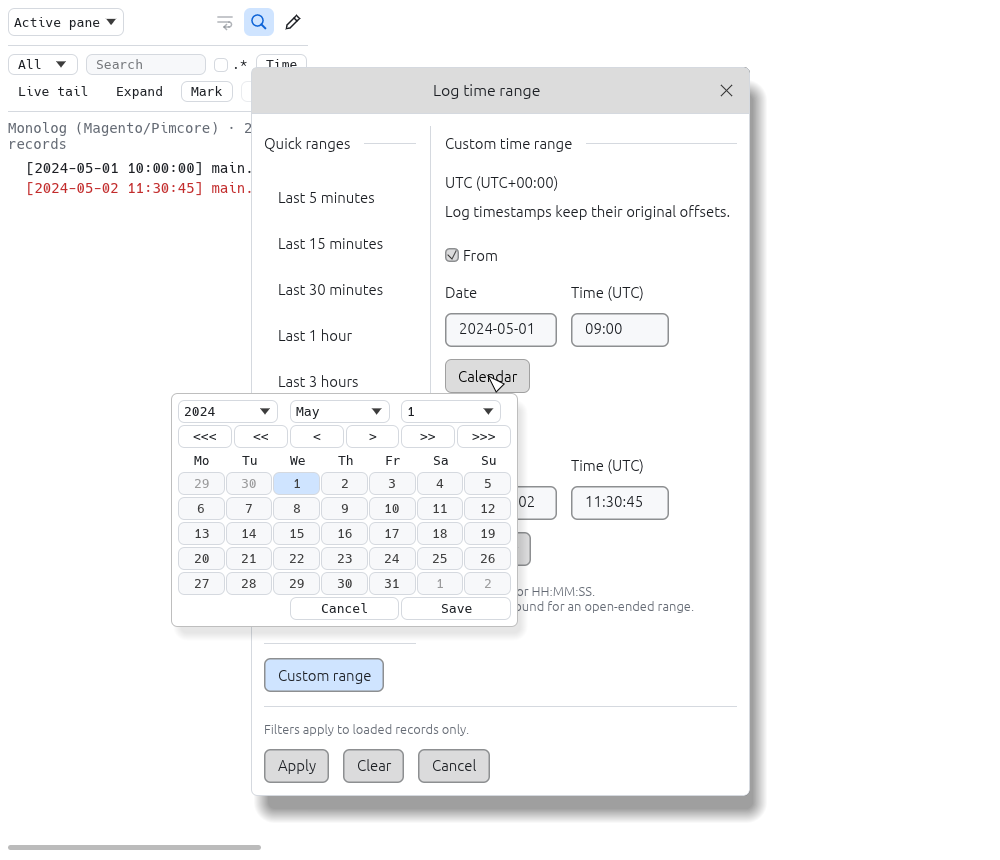 Active pane
All
Search
.*
Time
Live tail
Expand
Mark
Monolog (Magento/Pimcore) · 2
records
[2024-05-01 10:00:00] main.
[2024-05-02 11:30:45] main.
Log time range
Quick ranges
Last 5 minutes
Last 15 minutes
Last 30 minutes
Last 1 hour
Last 3 hours
Custom time range
UTC (UTC+00:00)
Log timestamps keep their original offsets.
From
Date
Time (UTC)
2024-05-01
09:00
Calendar
Time (UTC)
02
11:30:45
or HH:MM:SS.
ound for an open-ended range.
2024 May 1
<<< << < > >> >>>
Mo Tu We Th Fr Sa Su
29 30 1 2 3 4 5
6 7 8 9 10 11 12
13 14 15 16 17 18 19
20 21 22 23 24 25 26
27 28 29 30 31 1 2
Cancel Save
Custom range
Filters apply to loaded records only.
Apply
Clear
Cancel